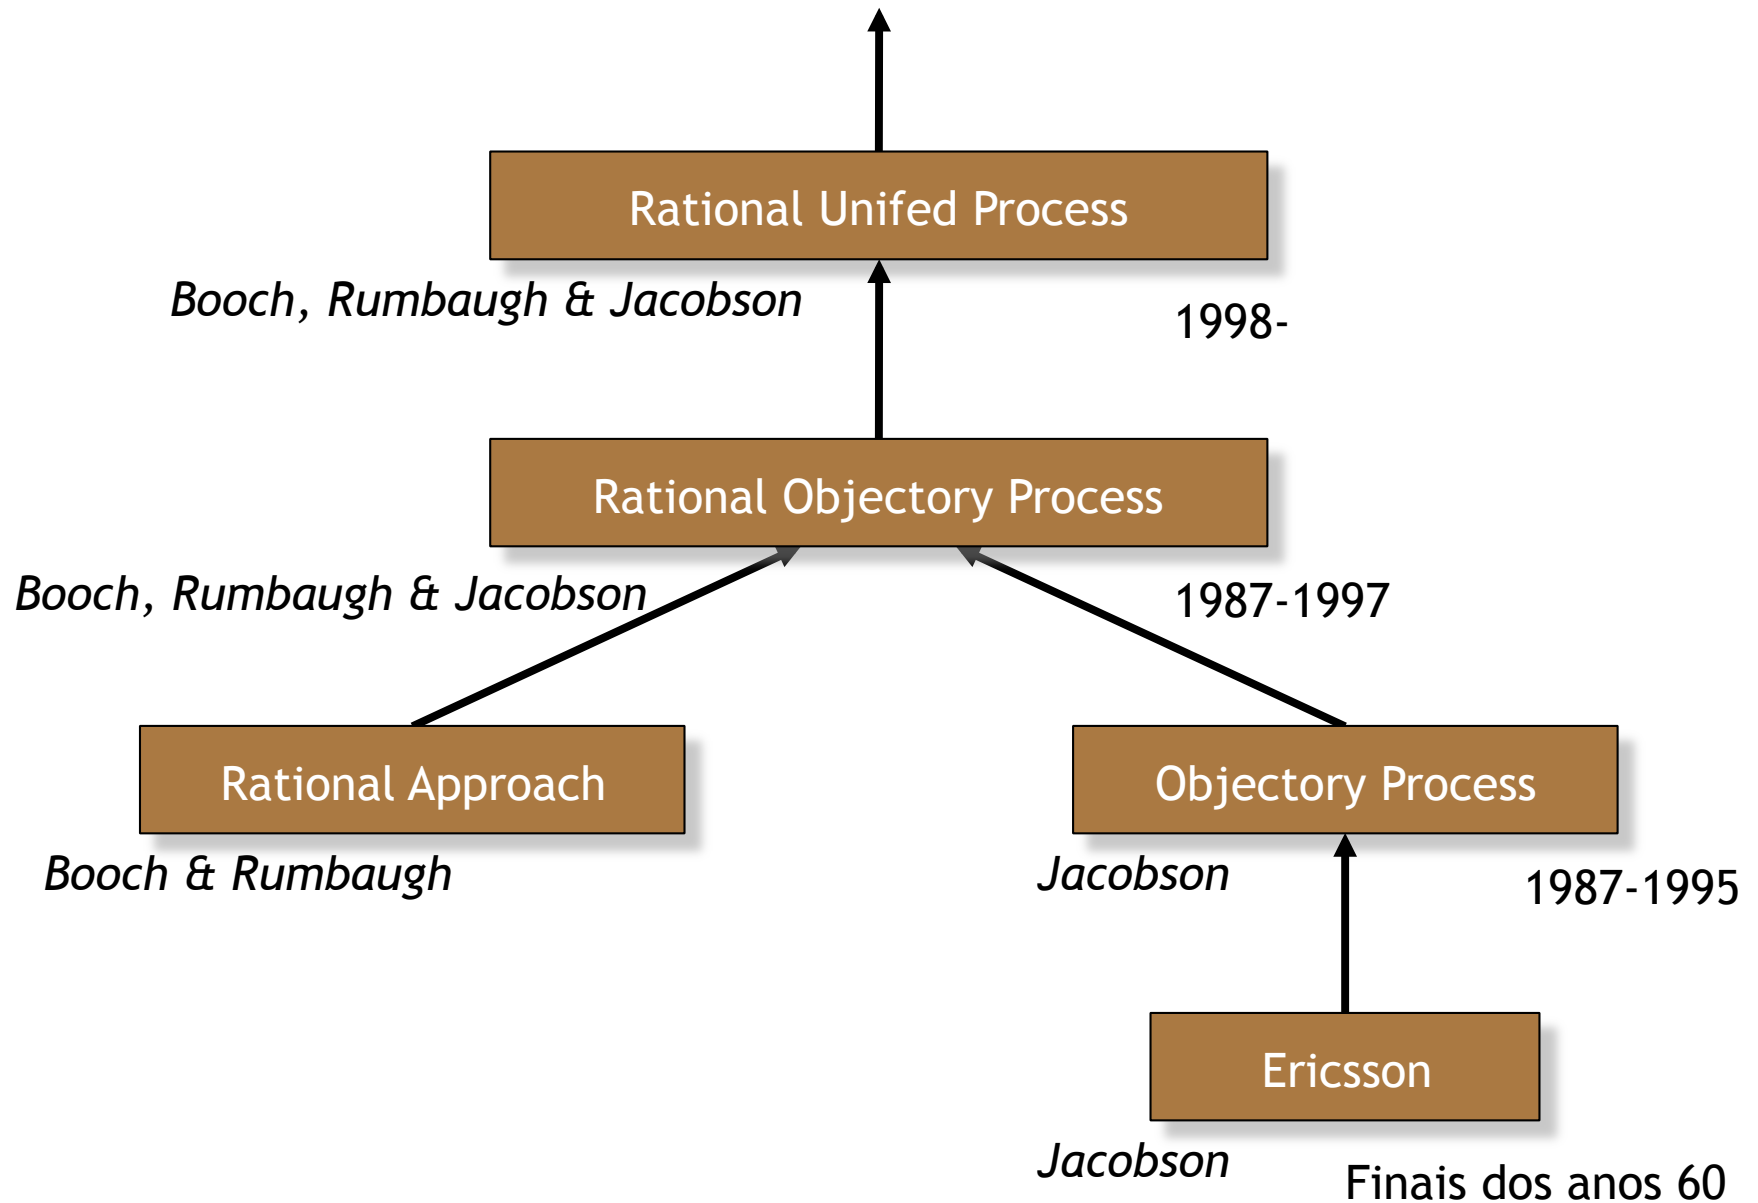 Rational Unifed Process
Booch, Rumbaugh & Jacobson
1998-
Rational Objectory Process
Booch, Rumbaugh & Jacobson
1987-1997
Rational Approach
Objectory Process
Booch & Rumbaugh
Jacobson
1987-1995
Ericsson
Jacobson
Finais dos anos 60